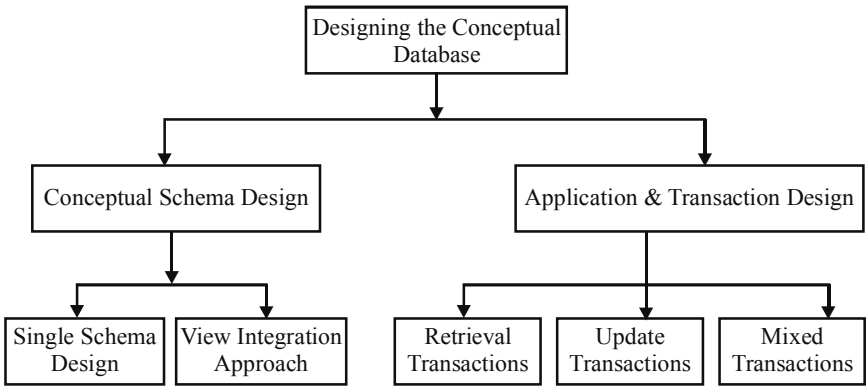 Designing the Conceptual
Database
Conceptual Schema Design
Application & Transaction Design
Single Schema
Design
View Integration
Approach
Retrieval
Transactions
Update
Transactions
Mixed
Transactions